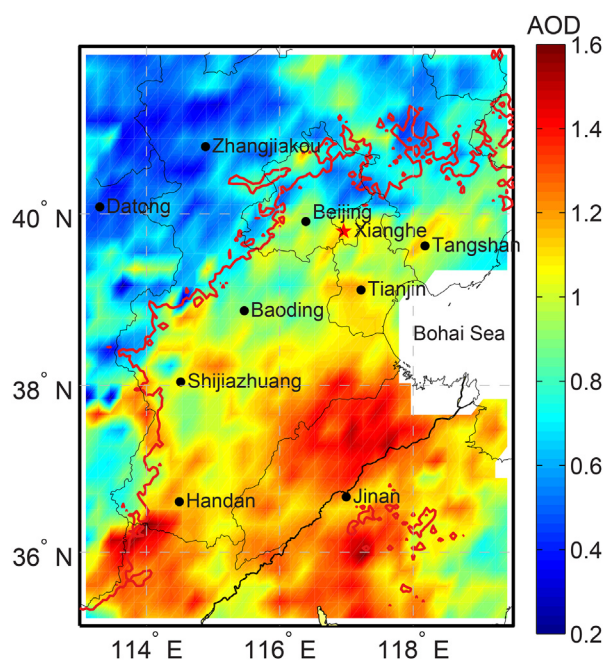 AOD
1.6
1.4
1.2
1
0.8
0.6
0.4
0.2
40° N
38° N
36° N
114° E
116° E
118° E
Zhangjiakou
Datong
Beijing
Xianghe
Tangshan
Tianjin
Baoding
Bohai Sea
Shijiazhuang
Handan
Jinan